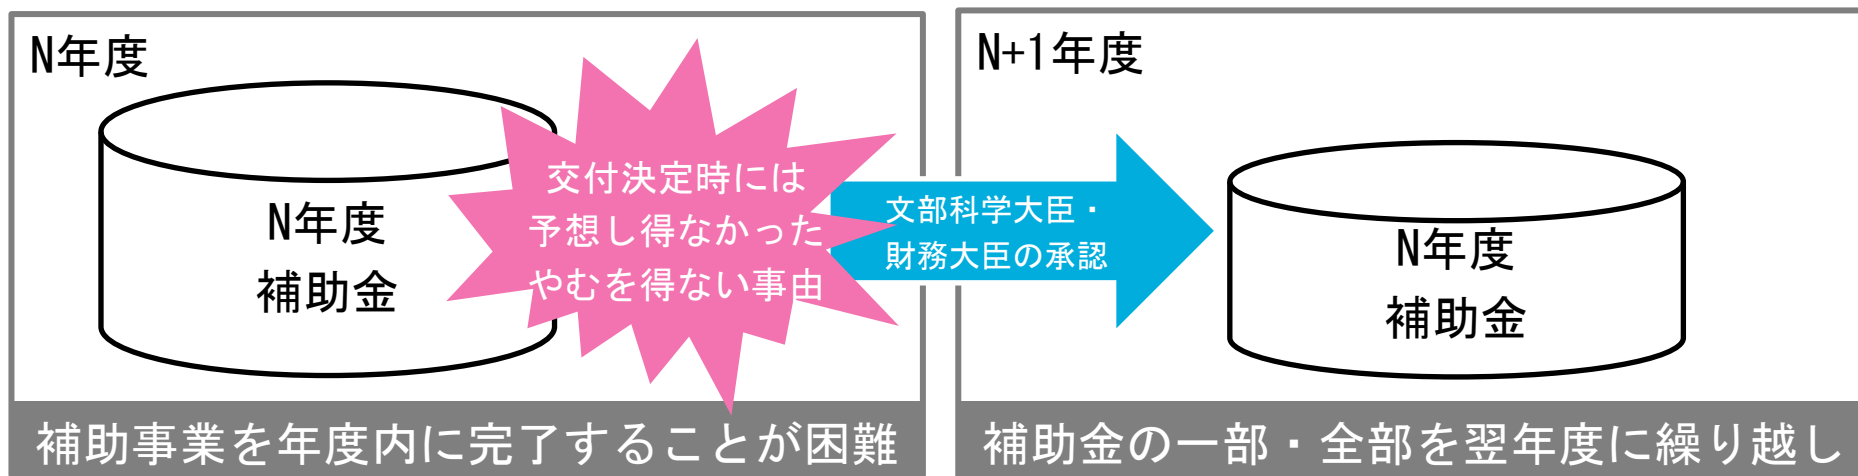 N年度
N年度
補助金
交付決定時には
予想し得なかった
やむを得ない事由
補助事業を年度内に完了することが困難
文部科学大臣・
財務大臣の承認
N+1年度
N年度
補助金
補助金の一部・全部を翌年度に繰り越し